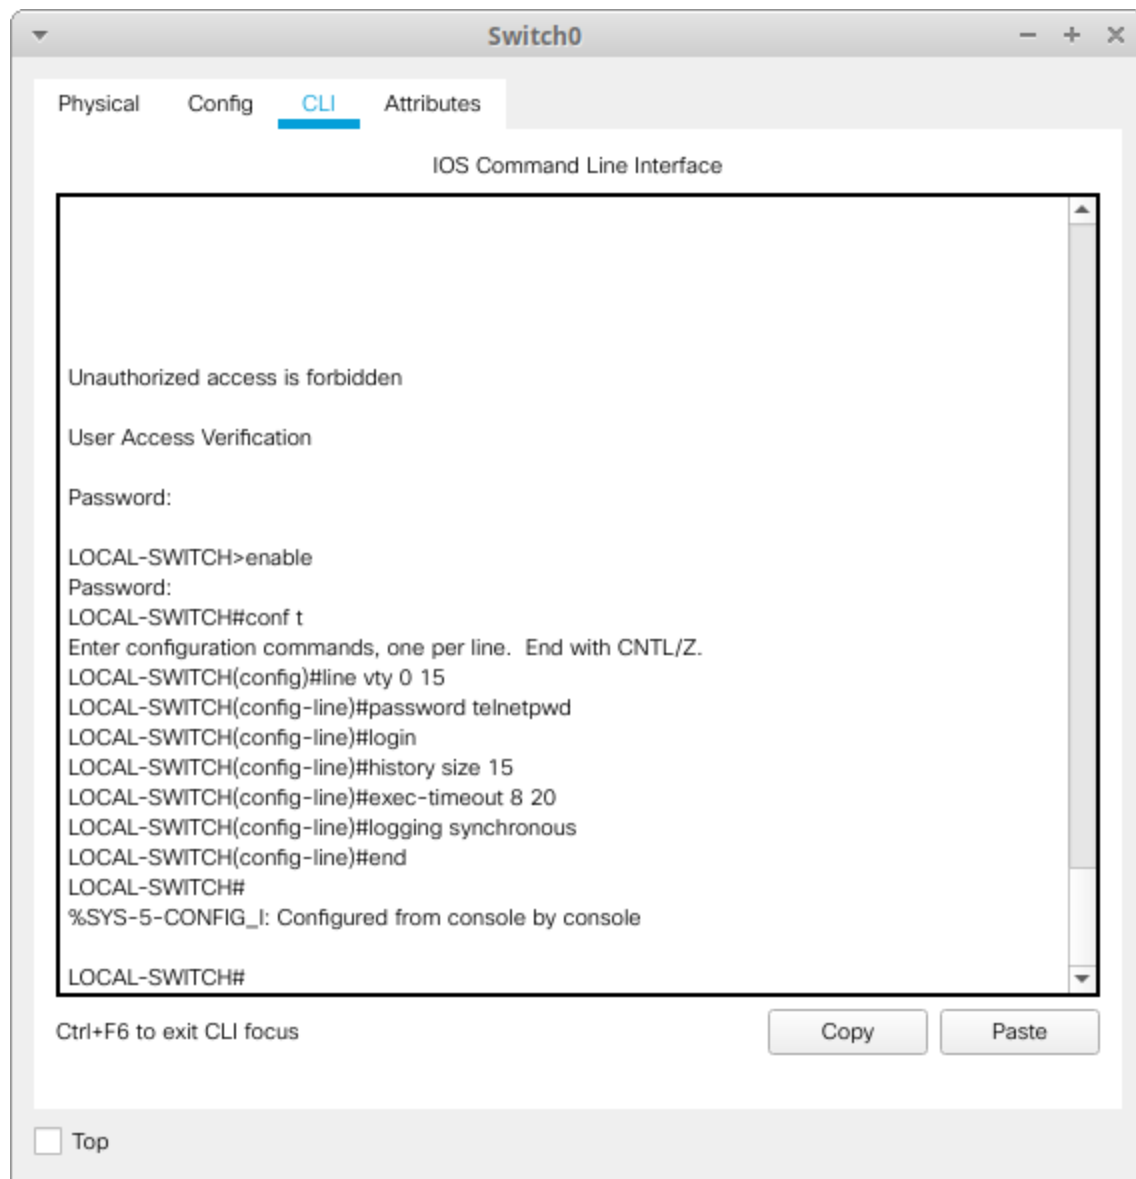 Switch0
Physical Config CLI Attributes
IOS Command Line Interface
Unauthorized access is forbidden
User Access Verification
Password:
LOCAL-SWITCH>enable
Password:
LOCAL-SWITCH#conf t
Enter configuration commands, one per line.  End with CNTL/Z.
LOCAL-SWITCH(config)#line vty 0 15
LOCAL-SWITCH(config-line)#password telnetpwd
LOCAL-SWITCH(config-line)#login
LOCAL-SWITCH(config-line)#history size 15
LOCAL-SWITCH(config-line)#exec-timeout 8 20
LOCAL-SWITCH(config-line)#logging synchronous
LOCAL-SWITCH(config-line)#end
LOCAL-SWITCH#
%SYS-5-CONFIG_I: Configured from console by console
LOCAL-SWITCH#
Ctrl+F6 to exit CLI focus Copy Paste
Top